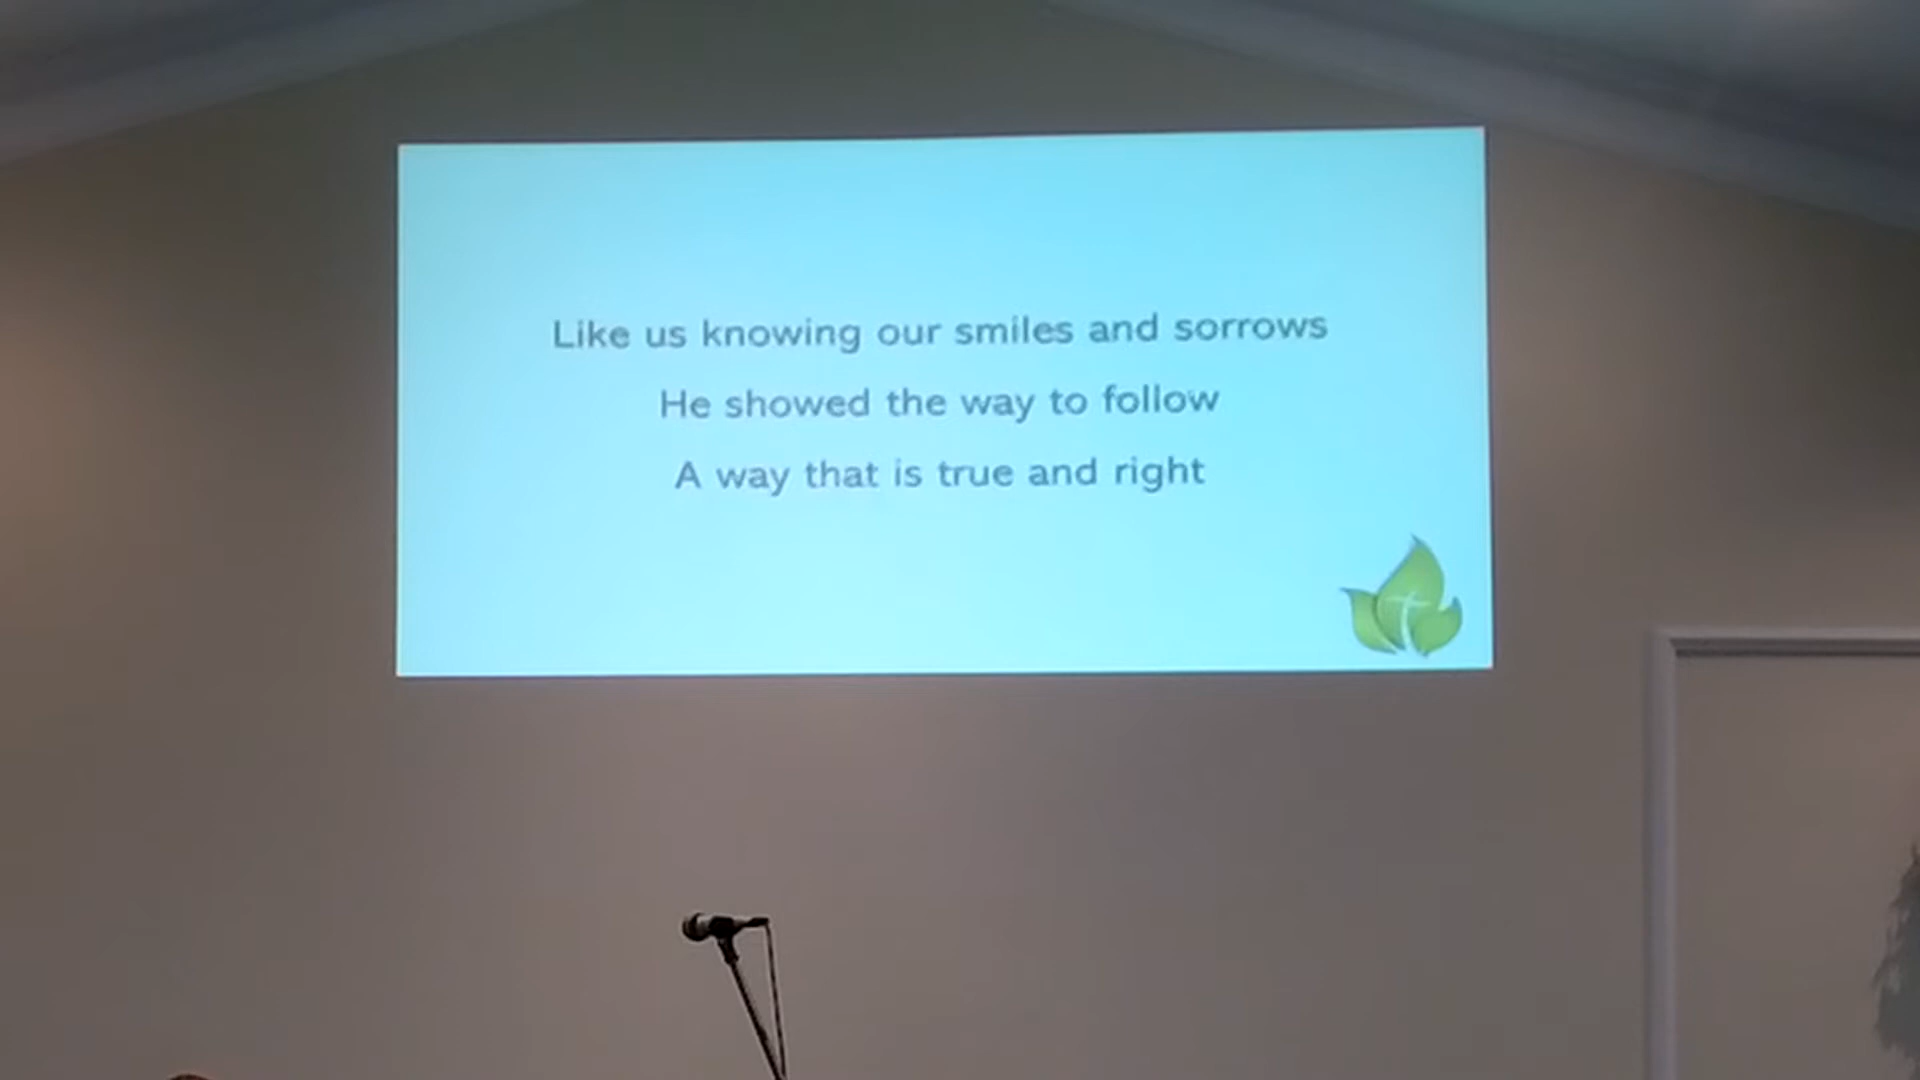 Like us knowing our smiles and sorrows
He showed the way to follow
A way that is true and right